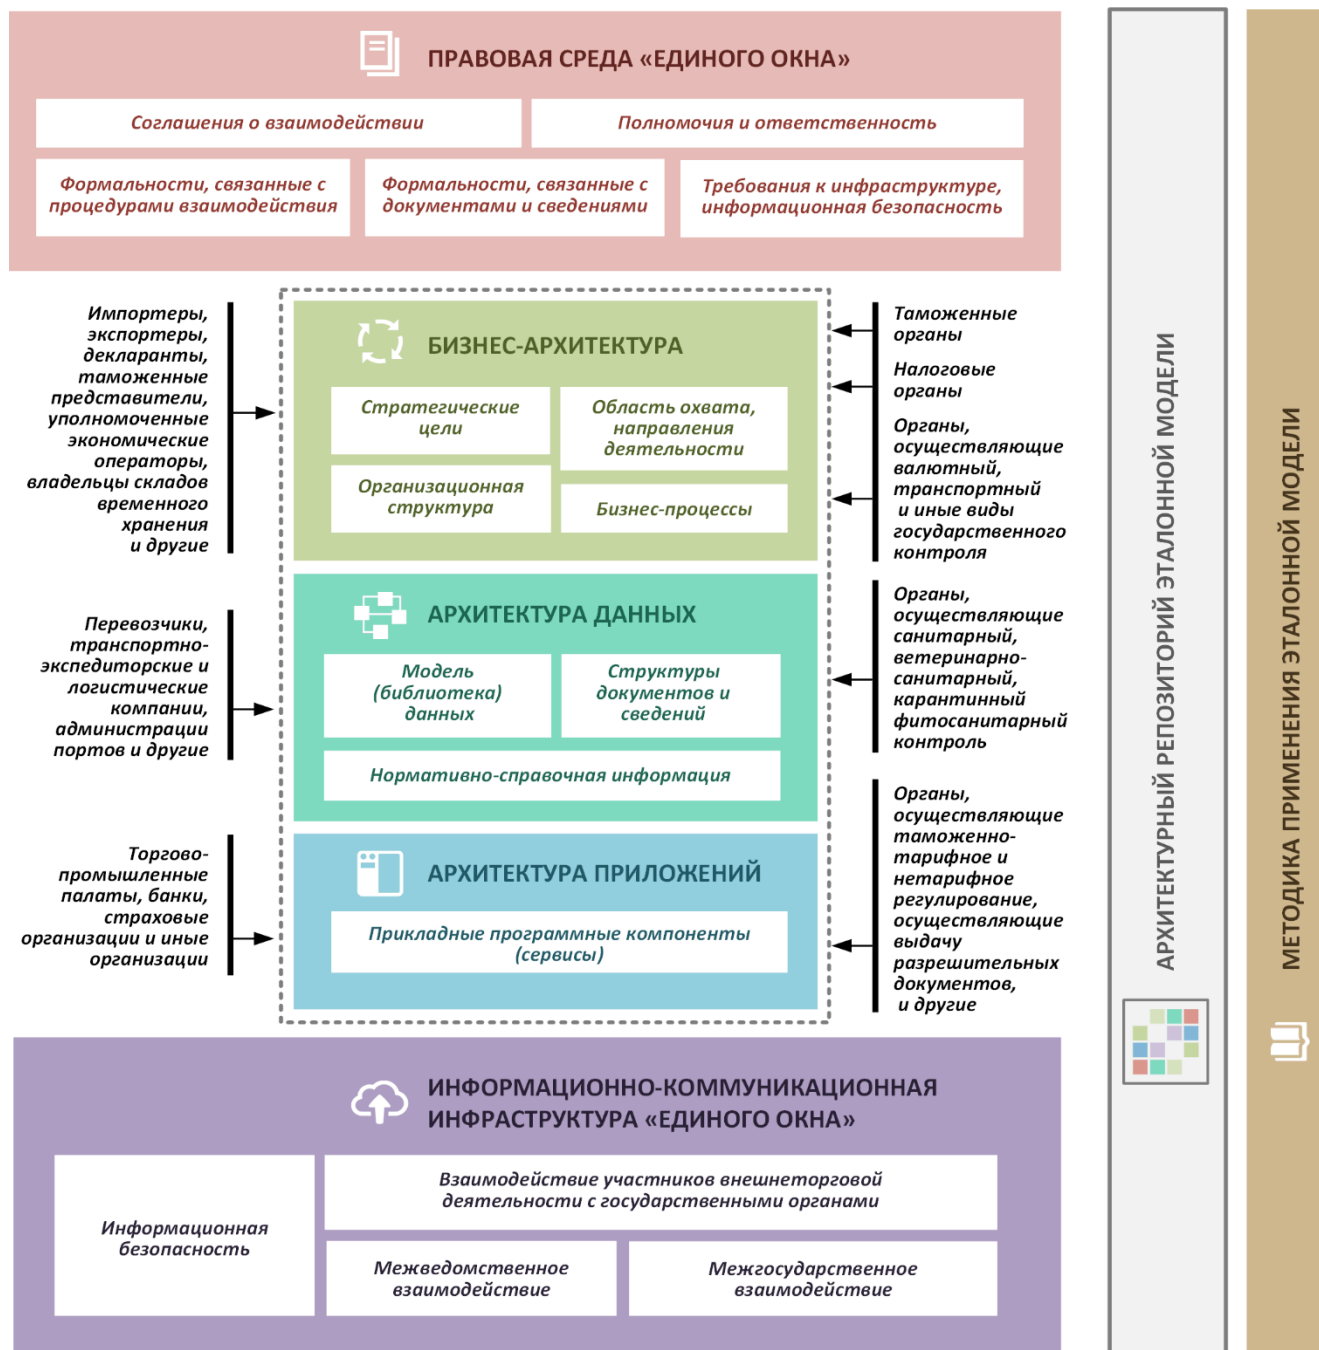 ПРАВОВАЯ СРЕДА «ЕДИНОГО ОКНА»
Соглашения о взаимодействии
Полномочия и ответственность
Формальности, связанные с
процедурами взаимодействия
Формальности, связанные с
документами и сведениями
Требования к инфраструктуре,
информационная безопасность
Импортеры,
экспортеры,
декларанты,
таможенные
представители,
уполномоченные
экономические
операторы,
владельцы складов
временного
хранения
и другие
Перевозчики,
транспортно-
экспедиторские и
логистические
компании,
администрации
портов и другие
Торгово-
промышленные
палаты, банки,
страховые
организации и иные
организации
БИЗНЕС-АРХИТЕКТУРА
Стратегические
цели
Область охвата,
направления
деятельности
Организационная
структура
Бизнес-процессы
АРХИТЕКТУРА ДАННЫХ
Модель
(библиотека)
данных
Структуры
документов и
сведений
Нормативно-справочная информация
АРХИТЕКТУРА ПРИЛОЖЕНИЙ
Прикладные программные компоненты
(сервисы)
Таможенные
органы
Налоговые
органы
Органы,
осуществляющие
валютный,
транспортный
и иные виды
государственного
контроля
Органы,
осуществляющие
санитарный,
ветеринарно-
санитарный,
карантинный
фитосанитарный
контроль
Органы,
осуществляющие
таможенно-
тарифное и
нетарифное
регулирование,
осуществляющие
выдачу
разрешительных
документов,
и другие
ИНФОРМАЦИОННО-КОММУНИКАЦИОННАЯ
ИНФРАСТРУКТУРА «ЕДИНОГО ОКНА»
Информационная
безопасность
Взаимодействие участников внешнеторговой
деятельности с государственными органами
Межведомственное
взаимодействие
Межгосударственное
взаимодействие
АРХИТЕКТУРНЫЙ РЕПОЗИТОРИЙ ЭТАЛОННОЙ МОДЕЛИ
МЕТОДИКА ПРИМЕНЕНИЯ ЭТАЛОННОЙ МОДЕЛИ